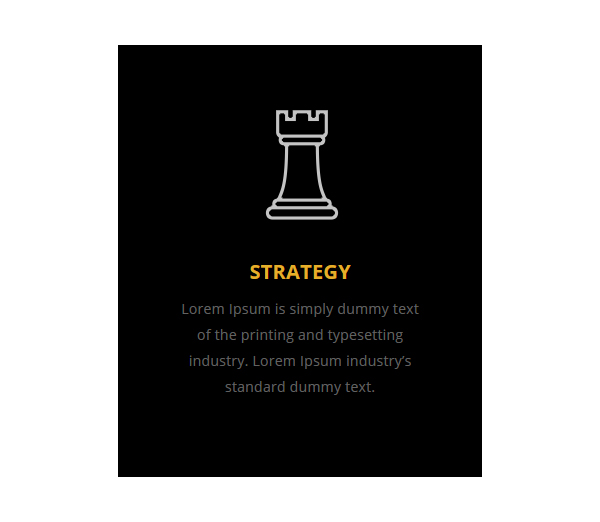 STRATEGY
Lorem Ipsum is simply dummy text
of the printing and typesetting
industry. Lorem Ipsum industry’s
standard dummy text.